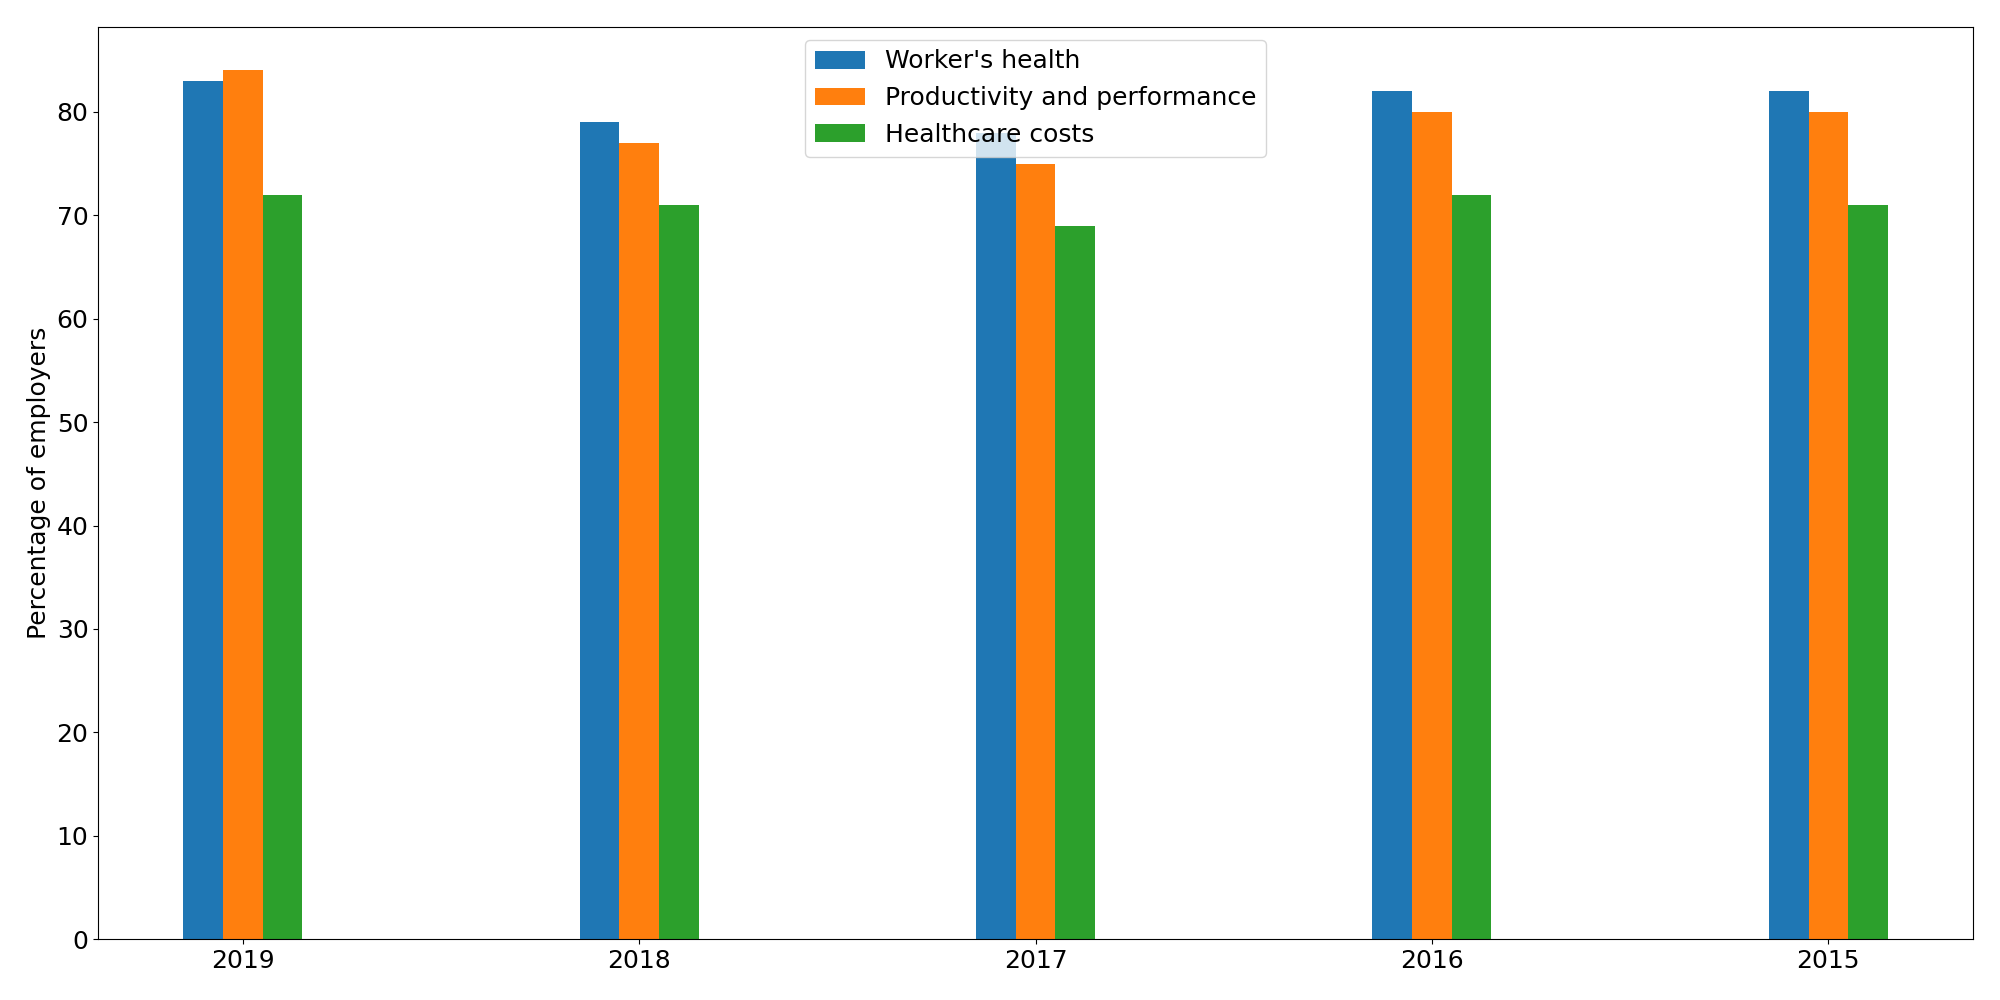 Worker's health
Productivity and performance
Healthcare costs
Percentage of employers
80
70
60
50
40
30
20
10
0
2019 2018 2017 2016 2015